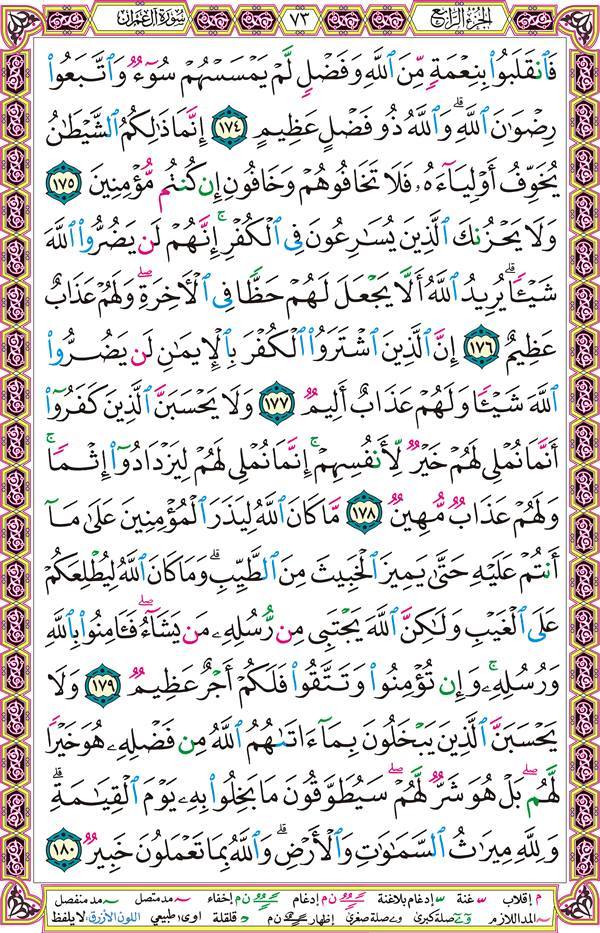 الجزء الرابع ٧٣ سورة آل عمران
فَٱنقَلَبُوا۟ بِنِعْمَةٍ مِّنَ ٱللَّهِ وَفَضْلٍ لَّمْ يَمْسَسْهُمْ سُوٓءٌ وَٱتَّبَعُوا۟
رِضْوَٰنَ ٱللَّهِ ۗ وَٱللَّهُ ذُو فَضْلٍ عَظِيمٍ ١٧٤ إِنَّمَا ذَٰلِكُمُ ٱلشَّيْطَٰنُ
يُخَوِّفُ أَوْلِيَآءَهُۥ فَلَا تَخَافُوهُمْ وَخَافُونِ إِن كُنتُم مُّؤْمِنِينَ ١٧٥
وَلَا يَحْزُنكَ ٱلَّذِينَ يُسَٰرِعُونَ فِى ٱلْكُفْرِ ۚ إِنَّهُمْ لَن يَضُرُّوا۟ ٱللَّهَ
شَيْـًٔا ۗ يُرِيدُ ٱللَّهُ أَلَّا يَجْعَلَ لَهُمْ حَظًّا فِى ٱلْـَٔاخِرَةِ ۖ وَلَهُمْ عَذَابٌ
عَظِيمٌ ١٧٦ إِنَّ ٱلَّذِينَ ٱشْتَرَوُا۟ ٱلْكُفْرَ بِٱلْإِيمَٰنِ لَن يَضُرُّوا۟
ٱللَّهَ شَيْـًٔا وَلَهُمْ عَذَابٌ أَلِيمٌ ١٧٧ وَلَا يَحْسَبَنَّ ٱلَّذِينَ كَفَرُوٓا۟
أَنَّمَا نُمْلِى لَهُمْ خَيْرٌ لِّأَنفُسِهِمْ ۚ إِنَّمَا نُمْلِى لَهُمْ لِيَزْدَادُوٓا۟ إِثْمًا ۚ
وَلَهُمْ عَذَابٌ مُّهِينٌ ١٧٨ مَّا كَانَ ٱللَّهُ لِيَذَرَ ٱلْمُؤْمِنِينَ عَلَىٰ مَآ
أَنتُمْ عَلَيْهِ حَتَّىٰ يَمِيزَ ٱلْخَبِيثَ مِنَ ٱلطَّيِّبِ ۗ وَمَا كَانَ ٱللَّهُ لِيُطْلِعَكُمْ
عَلَى ٱلْغَيْبِ وَلَٰكِنَّ ٱللَّهَ يَجْتَبِى مِن رُّسُلِهِۦ مَن يَشَآءُ ۖ فَـَٔامِنُوا۟ بِٱللَّهِ
وَرُسُلِهِۦ ۚ وَإِن تُؤْمِنُوا۟ وَتَتَّقُوا۟ فَلَكُمْ أَجْرٌ عَظِيمٌ ١٧٩ وَلَا
يَحْسَبَنَّ ٱلَّذِينَ يَبْخَلُونَ بِمَآ ءَاتَىٰهُمُ ٱللَّهُ مِن فَضْلِهِۦ هُوَ خَيْرًا
لَّهُم ۖ بَلْ هُوَ شَرٌّ لَّهُمْ ۖ سَيُطَوَّقُونَ مَا بَخِلُوا۟ بِهِۦ يَوْمَ ٱلْقِيَٰمَةِ ۗ
وَلِلَّهِ مِيرَٰثُ ٱلسَّمَٰوَٰتِ وَٱلْأَرْضِ ۗ وَٱللَّهُ بِمَا تَعْمَلُونَ خَبِيرٌ ١٨٠
م إقلاب غنة إدغام بلاغنة ن م إدغام ن م إخفاء مد متصل مد منفصل
المد اللازم صلة كبرى صلة صغرى إظهار ن م قلقلة اوى طبيعي اللون الأزرق: لا يلفظ